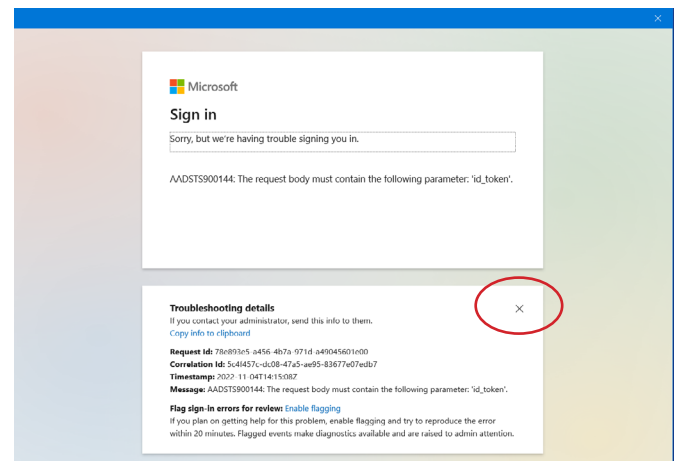 Microsoft
Sign in
Sorry, but we're having trouble signing you in.
AADSTS900144: The request body must contain the following parameter: 'id_token'.
Troubleshooting details
If you contact your administrator, send this info to them.
Copy info to clipboard
Request Id: 78e893e5-a456-4b7a-971d-a49045601e00
Correlation Id: 5c4f457c-dc08-47a5-ae95-83677e07edb7
Timestamp: 2022-11-04T14:15:08Z
Message: AADSTS900144: The request body must contain the following parameter: 'id_token'.
Flag sign-in errors for review: Enable flagging
If you plan on getting help for this problem, enable flagging and try to reproduce the error
within 20 minutes. Flagged events make diagnostics available and are raised to admin attention.